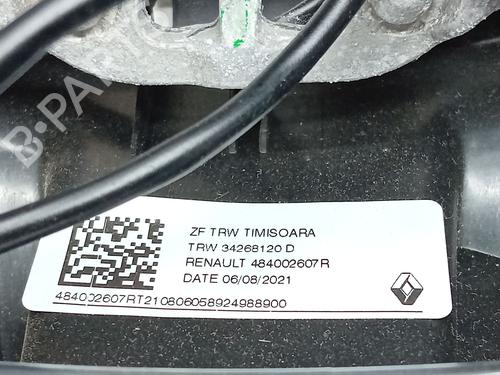 B-PARTS
ZF TRW TIMISOARA
TRW 34268120 D
RENAULT 484002607R
DATE 06/08/2021
484002607RT210806058924988900